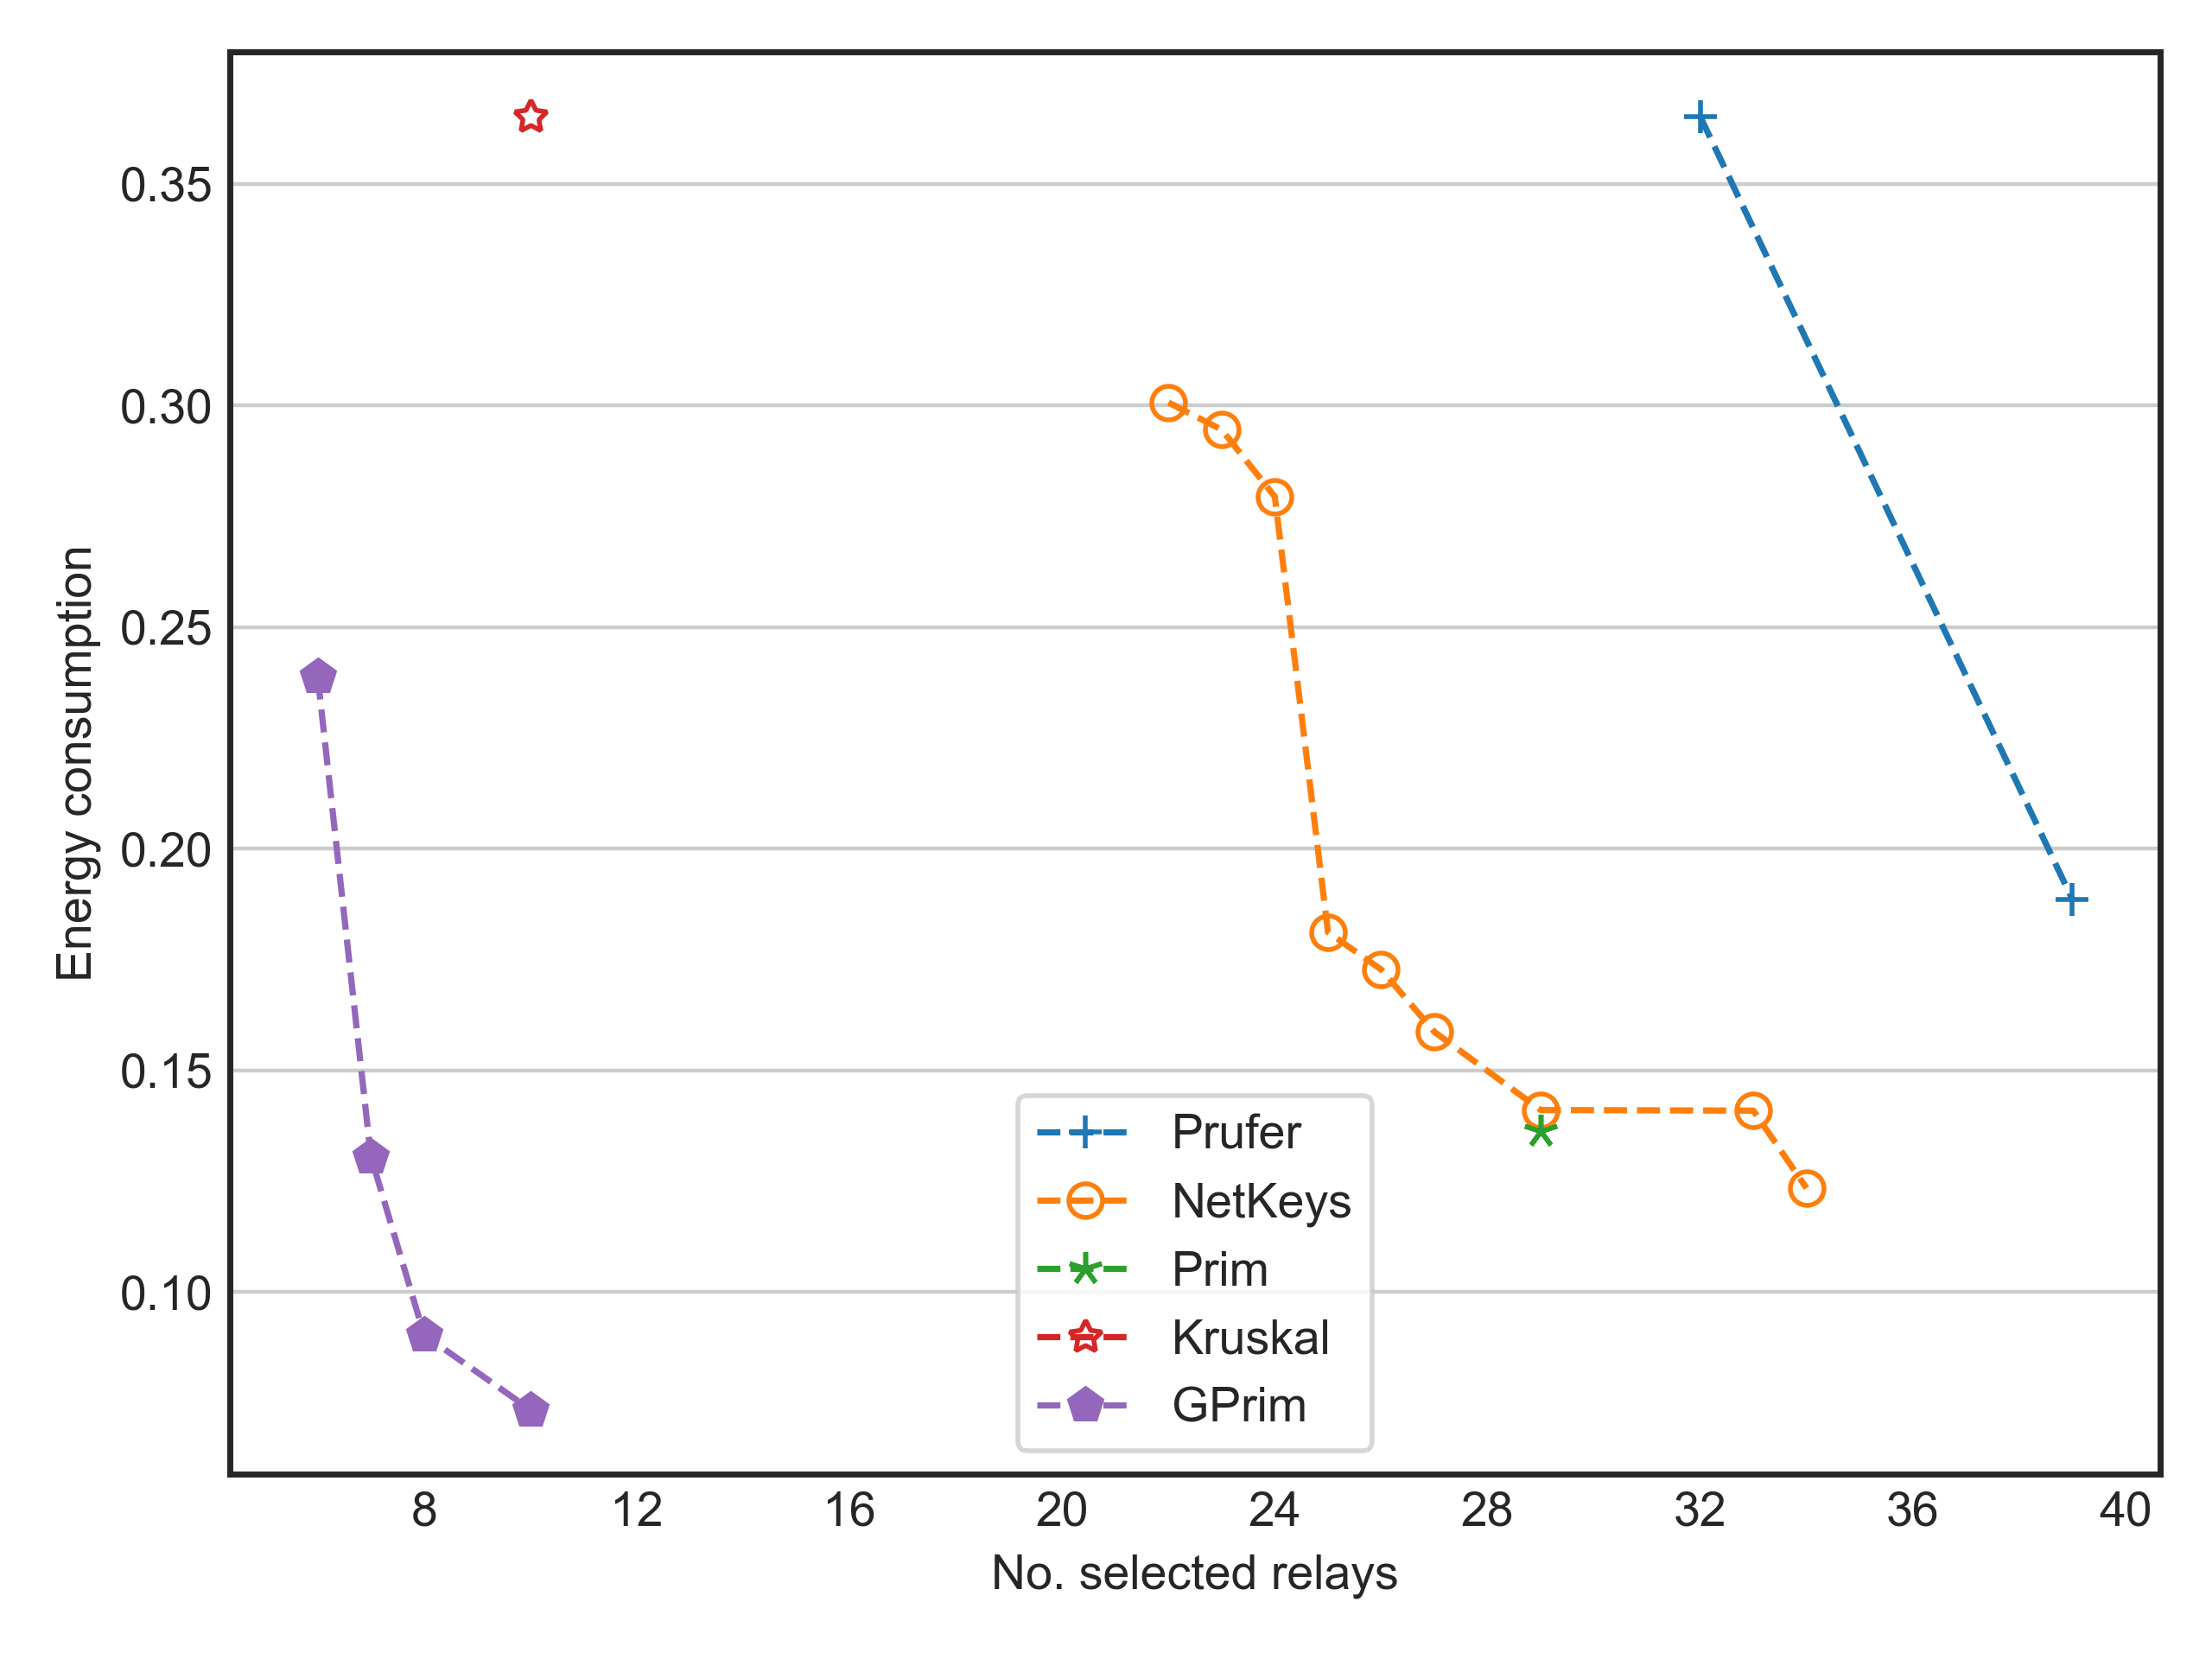 0.35
0.30
0.25
0.20
0.15
0.10
Energy consumption
Prufer
NetKeys
Prim
Kruskal
GPrim
8 12 16 20 24 28 32 36 40
No. selected relays